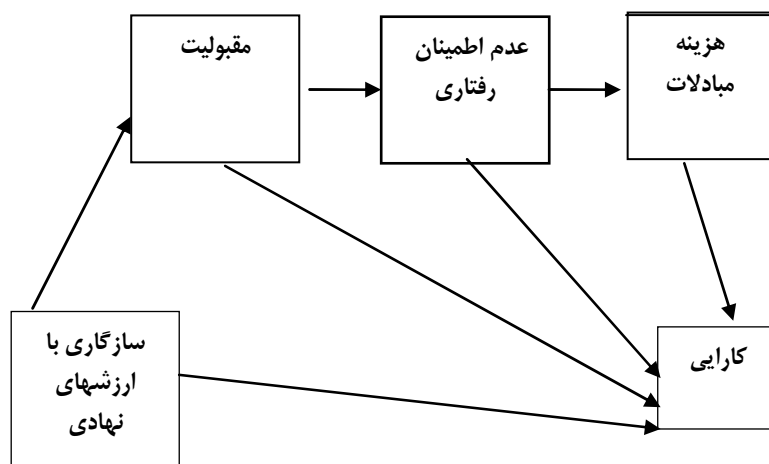 مقبولیت
عدم اطمینان
رفتاری
هزینه
مبادلات
سازگاری با
ارزشهای
نهادی
کارایی